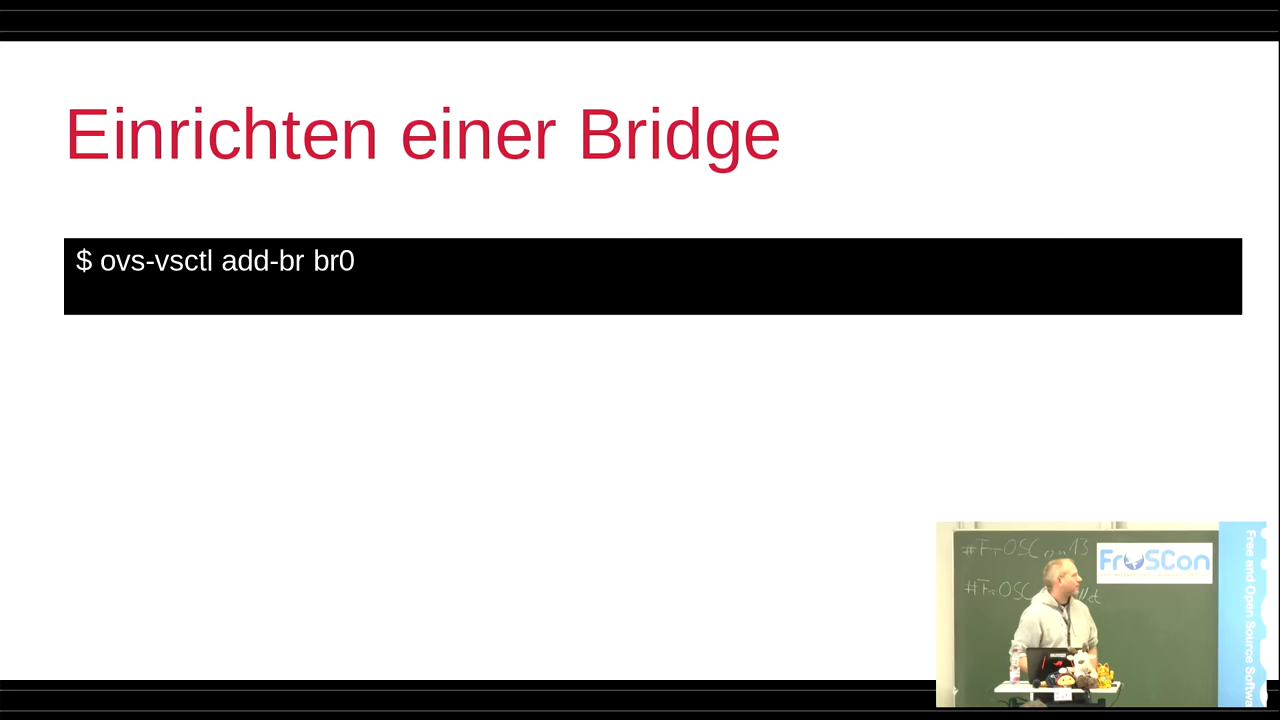 Einrichten einer Bridge
$ ovs-vsctl add-br br0
#FrOSCon13
FrOSCon
Free and Open Source Softwa